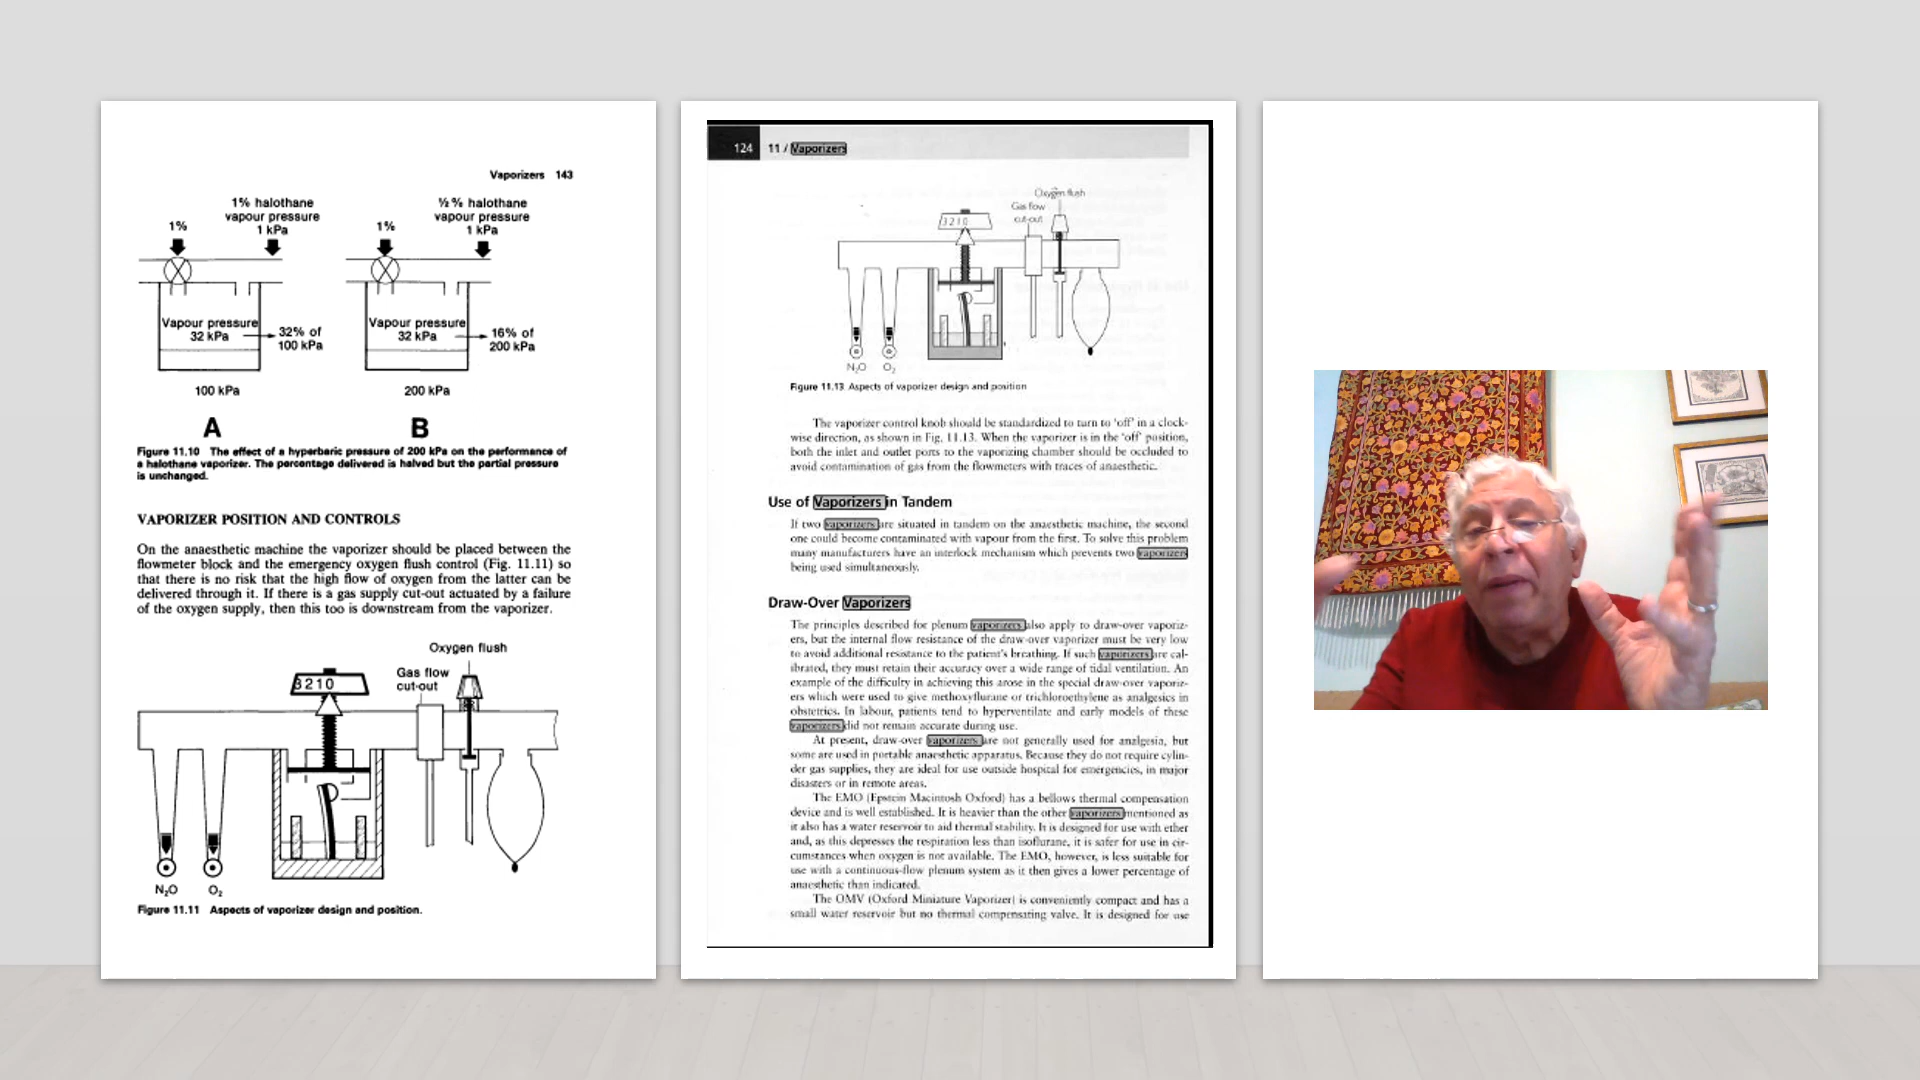 Vaporizers 143
1% halothane
vapour pressure
1 kPa
1%
½% halothane
vapour pressure
1 kPa
1%
Vapour pressure
32 kPa
32% of
100 kPa
Vapour pressure
32 kPa
16% of
200 kPa
100 kPa
200 kPa
A
B
Figure 11.10 The effect of a hyperbaric pressure of 200 kPa on the performance of
a halothane vaporizer. The percentage delivered is halved but the partial pressure
is unchanged.
VAPORIZER POSITION AND CONTROLS
On the anaesthetic machine the vaporizer should be placed between the
flowmeter block and the emergency oxygen flush control (Fig. 11.11) so
that there is no risk that the high flow of oxygen from the latter can be
delivered through it. If there is a gas supply cut-out actuated by a failure
of the oxygen supply, then this too is downstream from the vaporizer.
Oxygen flush
Gas flow
cut-out
3210
N₂O
O₂
Figure 11.11 Aspects of vaporizer design and position.
124 11 / Vaporizers
Oxygen flush
Gas flow
cut-out
3210
N₂O
O₂
Figure 11.13 Aspects of vaporizer design and position
The vaporizer control knob should be standardized to turn to 'off' in a clock-
wise direction, as shown in Fig. 11.13. When the vaporizer is in the 'off' position,
both the inlet and outlet ports to the vaporizing chamber should be occluded to
avoid contamination of gas from the flowmeters with traces of anaesthetic.
Use of Vaporizers in Tandem
If two vaporizers are situated in tandem on the anaesthetic machine, the second
one could become contaminated with vapour from the first. To solve this problem
many manufacturers have an interlock mechanism which prevents two vaporizers
being used simultaneously.
Draw-Over Vaporizers
The principles described for plenum vaporizers also apply to draw-over vaporiz-
ers, but the internal flow resistance of the draw-over vaporizer must be very low
to avoid additional resistance to the patient's breathing. If such vaporizers are cal-
ibrated, they must retain their accuracy over a wide range of tidal ventilation. An
example of the difficulty in achieving this arose in the special draw-over vaporiz-
ers which were used to give methoxyflurane or trichloroethylene as analgesics in
obstetrics. In labour, patients tend to hyperventilate and early models of these
vaporizers did not remain accurate during use.
At present, draw-over vaporizers are not generally used for analgesia, but
some are used in portable anaesthetic apparatus. Because they do not require cylin-
der gas supplies, they are ideal for use outside hospital for emergencies, in major
disasters or in remote areas.
The EMO (Epstein Macintosh Oxford) has a bellows thermal compensation
device and is well established. It is heavier than the other vaporizers mentioned as
it also has a water reservoir to aid thermal stability. It is designed for use with ether
and, as this depresses the respiration less than isoflurane, it is safer for use in cir-
cumstances when oxygen is not available. The EMO, however, is less suitable for
use with a continuous-flow plenum system as it then gives a lower percentage of
anaesthetic than indicated.
The OMV (Oxford Miniature Vaporizer) is conveniently compact and has a
small water reservoir but no thermal compensating valve. It is designed for use